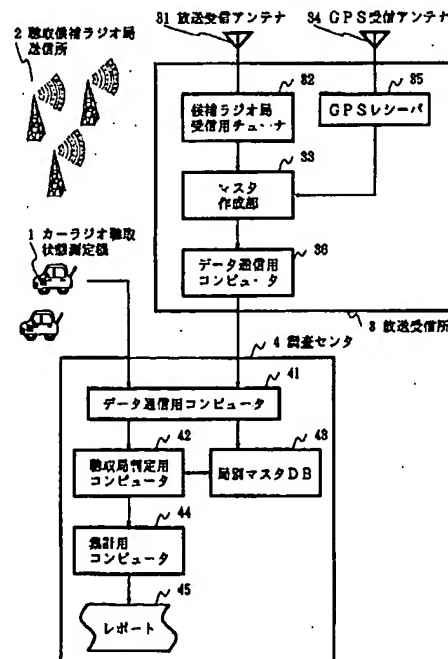 31 放送受信アンテナ
34 GPS受信アンテナ
2 聴取候補ラジオ局
送信所
32
35
候補ラジオ局
受信用チューナ
GPSレシーバ
33
マスタ
作成部
1 カーラジオ聴取
状態測定機
36
データ通信用
コンピュータ
3 放送受信所
4 調査センタ
41
データ通信用コンピュータ
42
43
聴取局判定用
コンピュータ
局別マスタDB
44
集計用
コンピュータ
45
レポート